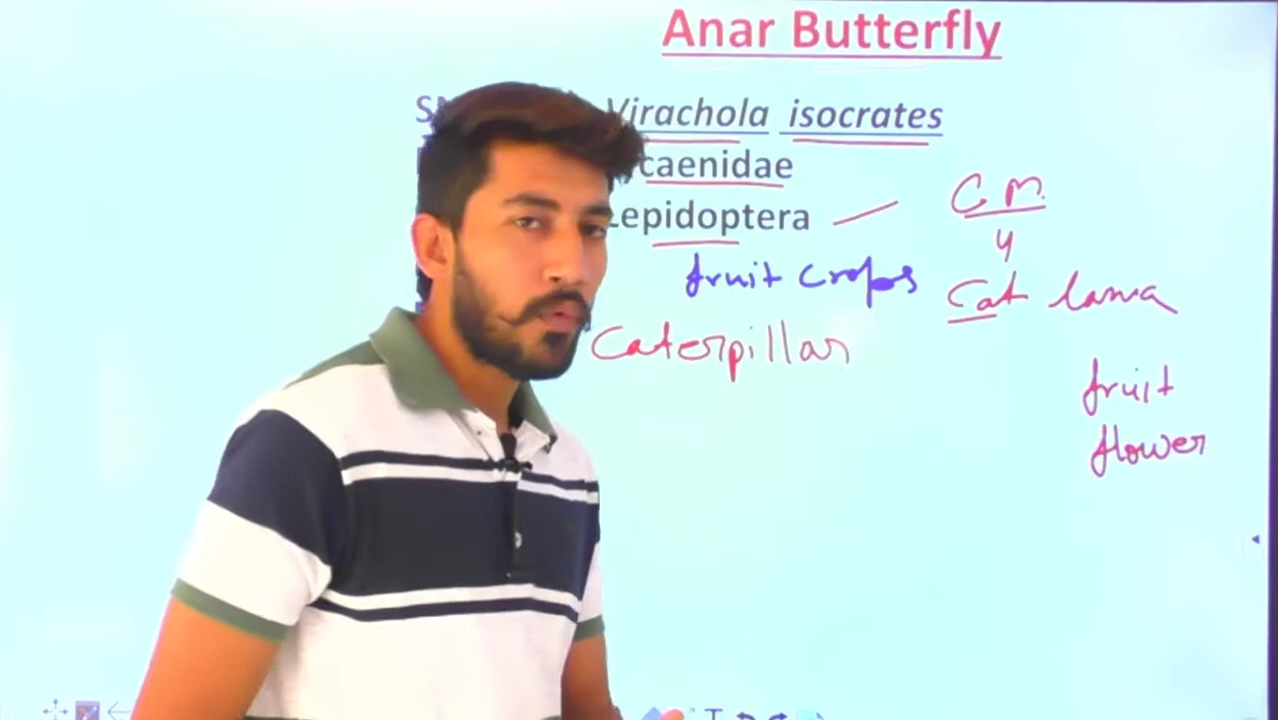 Anar Butterfly
Virachola isocrates
caenidae
Lepidoptera
C M
4
fruit crops
Cat larva
Caterpillar
fruit
flower